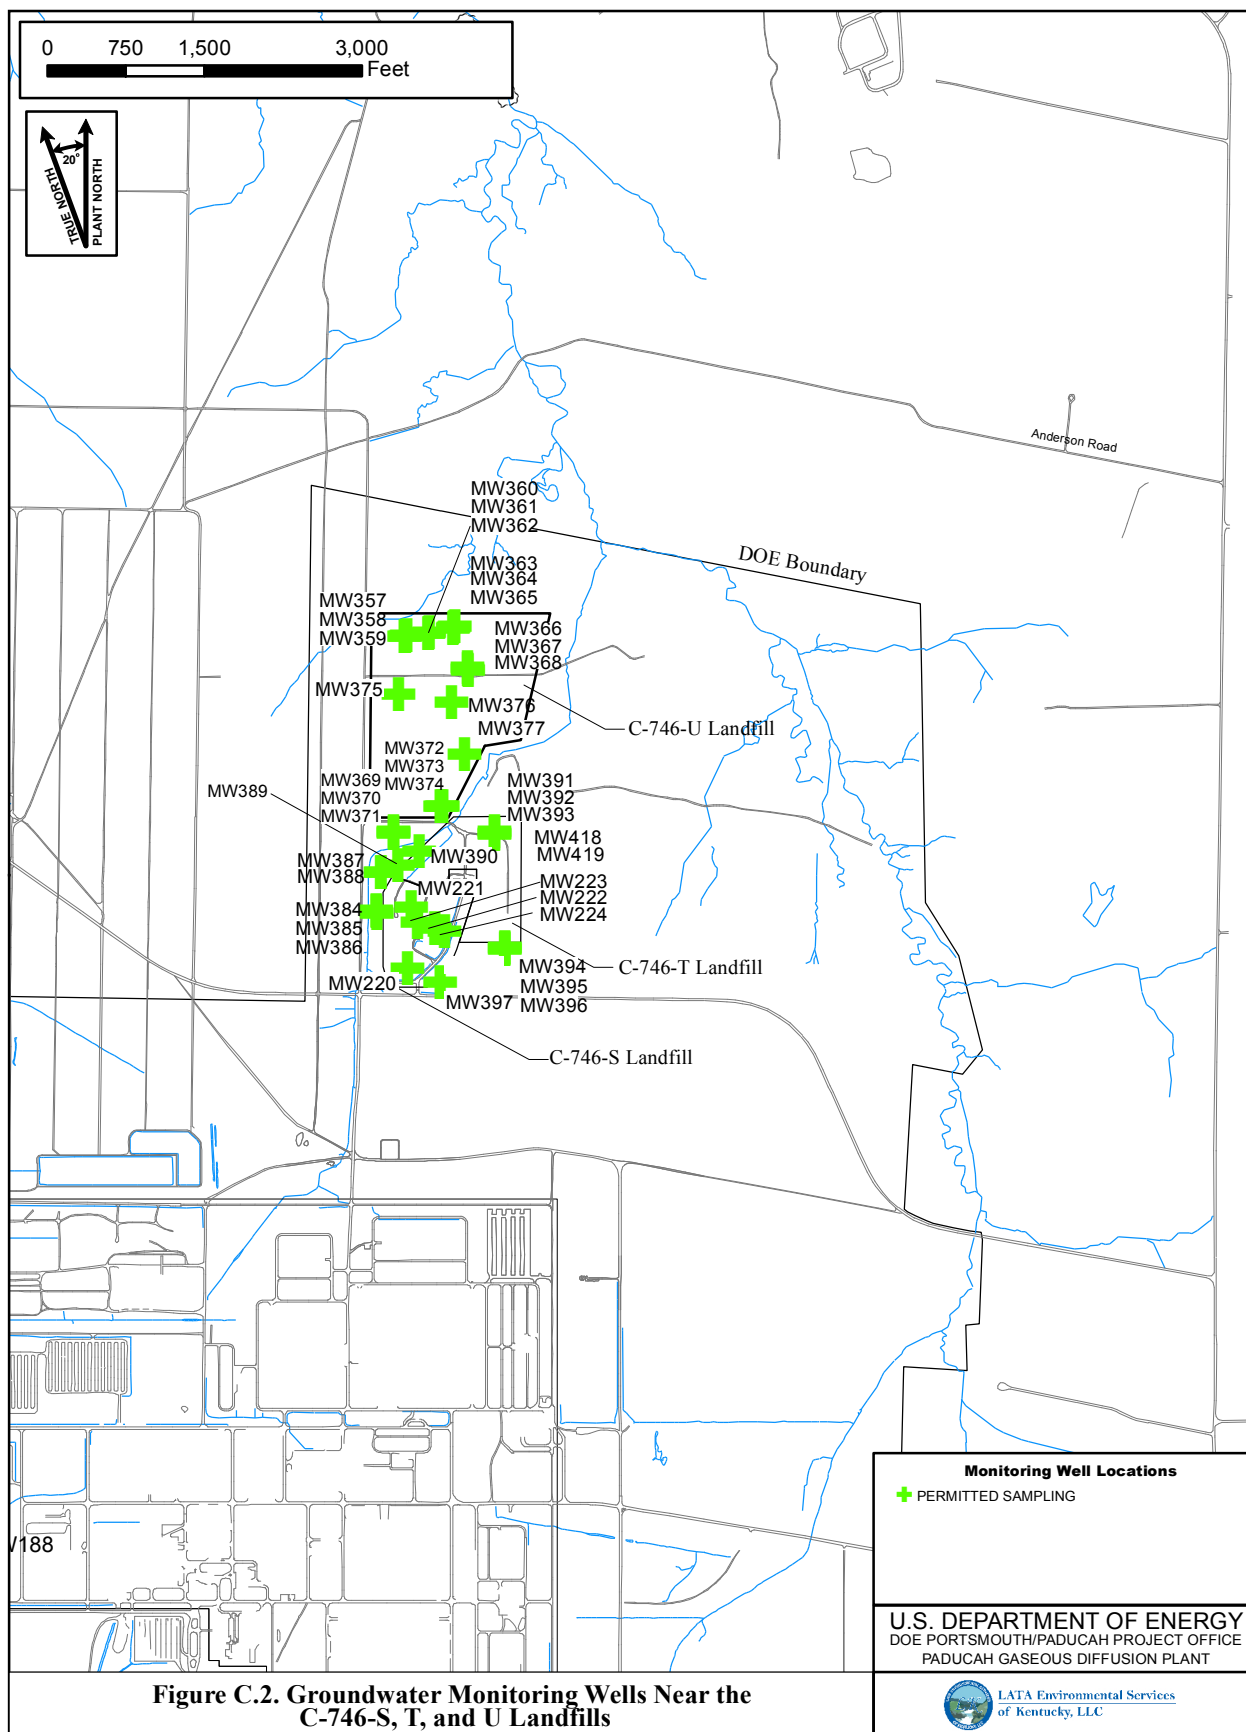 0 750 1,500 3,000
Feet
20°
TRUE NORTH
PLANT NORTH
Anderson Road
MW360
MW361
MW362
DOE Boundary
MW363
MW364
MW365
MW357
MW358
MW359
MW366
MW367
MW368
MW375
MW376
MW377
C-746-U Landfill
MW372
MW373
MW374
MW369
MW370
MW371
MW389
MW391
MW392
MW393
MW418
MW419
MW390
MW387
MW388
MW221
MW223
MW222
MW224
MW384
MW385
MW386
MW394
MW395
MW396
C-746-T Landfill
MW220
MW397
C-746-S Landfill
W188
Monitoring Well Locations
PERMITTED SAMPLING
U.S. DEPARTMENT OF ENERGY
DOE PORTSMOUTH/PADUCAH PROJECT OFFICE
PADUCAH GASEOUS DIFFUSION PLANT
LATA Environmental Services
of Kentucky, LLC
Figure C.2. Groundwater Monitoring Wells Near the
C-746-S, T, and U Landfills